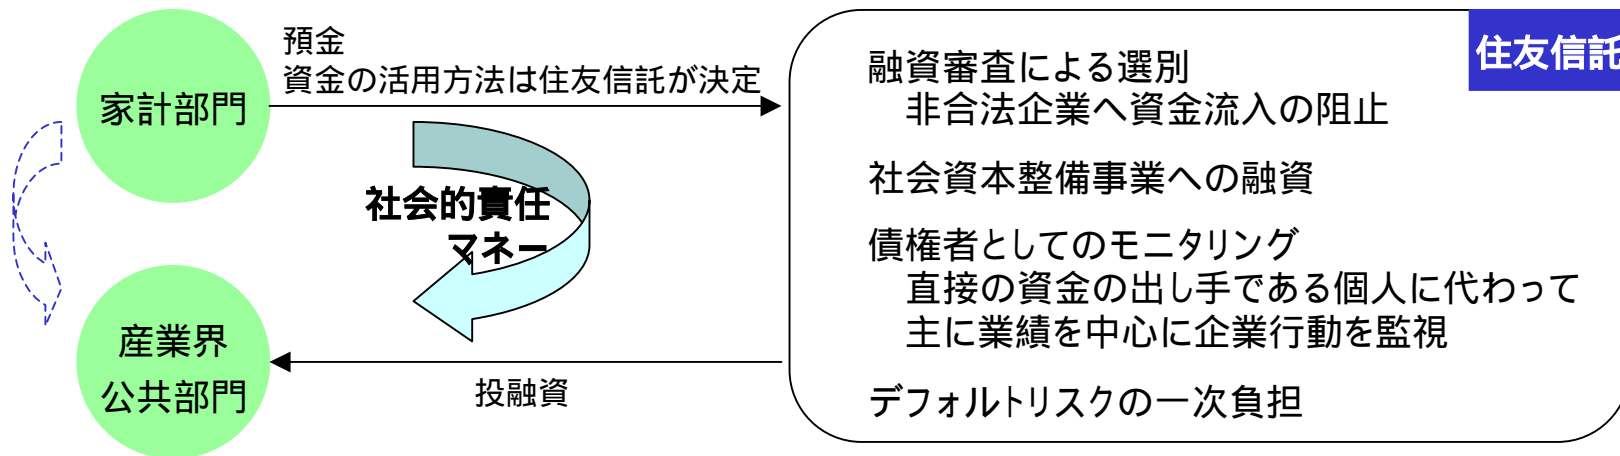 預金
資金の活用方法は住友信託が決定
家計部門
社会的責任
マネー
産業界
公共部門
投融資
住友信託
融資審査による選別
非合法企業へ資金流入の阻止
社会資本整備事業への融資
債権者としてのモニタリング
直接の資金の出し手である個人に代わって
主に業績を中心に企業行動を監視
デフォルトリスクの一次負担